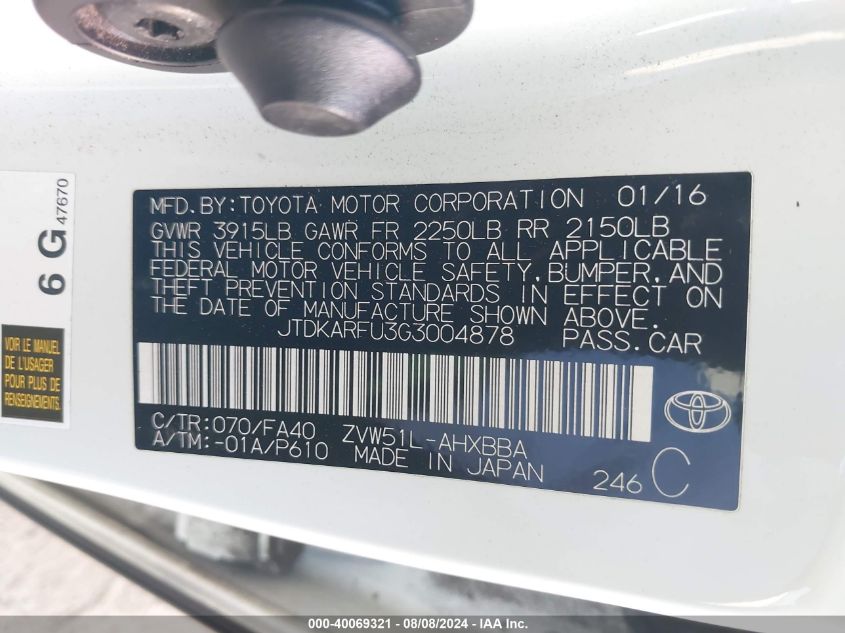 6 G 47670
VOIR LE MANUEL
DE L'USAGER
POUR PLUS DE
RENSEIGNEMENTS.
MFD.BY:TOYOTA MOTOR CORPORATION 01/16
GVWR 3915LB GAWR FR 2250LB RR 2150LB
THIS VEHICLE CONFORMS TO ALL APPLICABLE
FEDERAL MOTOR VEHICLE SAFETY,BUMPER,AND
THEFT PREVENTION STANDARDS IN EFFECT ON
THE DATE OF MANUFACTURE SHOWN ABOVE.
JTDKARFU3G3004878 PASS.CAR
C/TR:070/FA40 ZVW51L-AHXBBA
A/TM:-01A/P610 MADE IN JAPAN
246 C
000-40069321 - 08/08/2024 - IAA Inc.